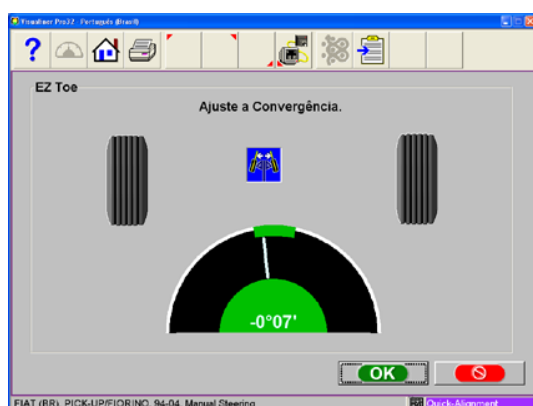 Visualiner Pro32 - Português (Brasil)
EZ Toe
Ajuste a Convergência.
-0°07'
OK
FIAT (BR), PICK-UP/FIORINO, 94-04, Manual Steering
Quick-Alignment